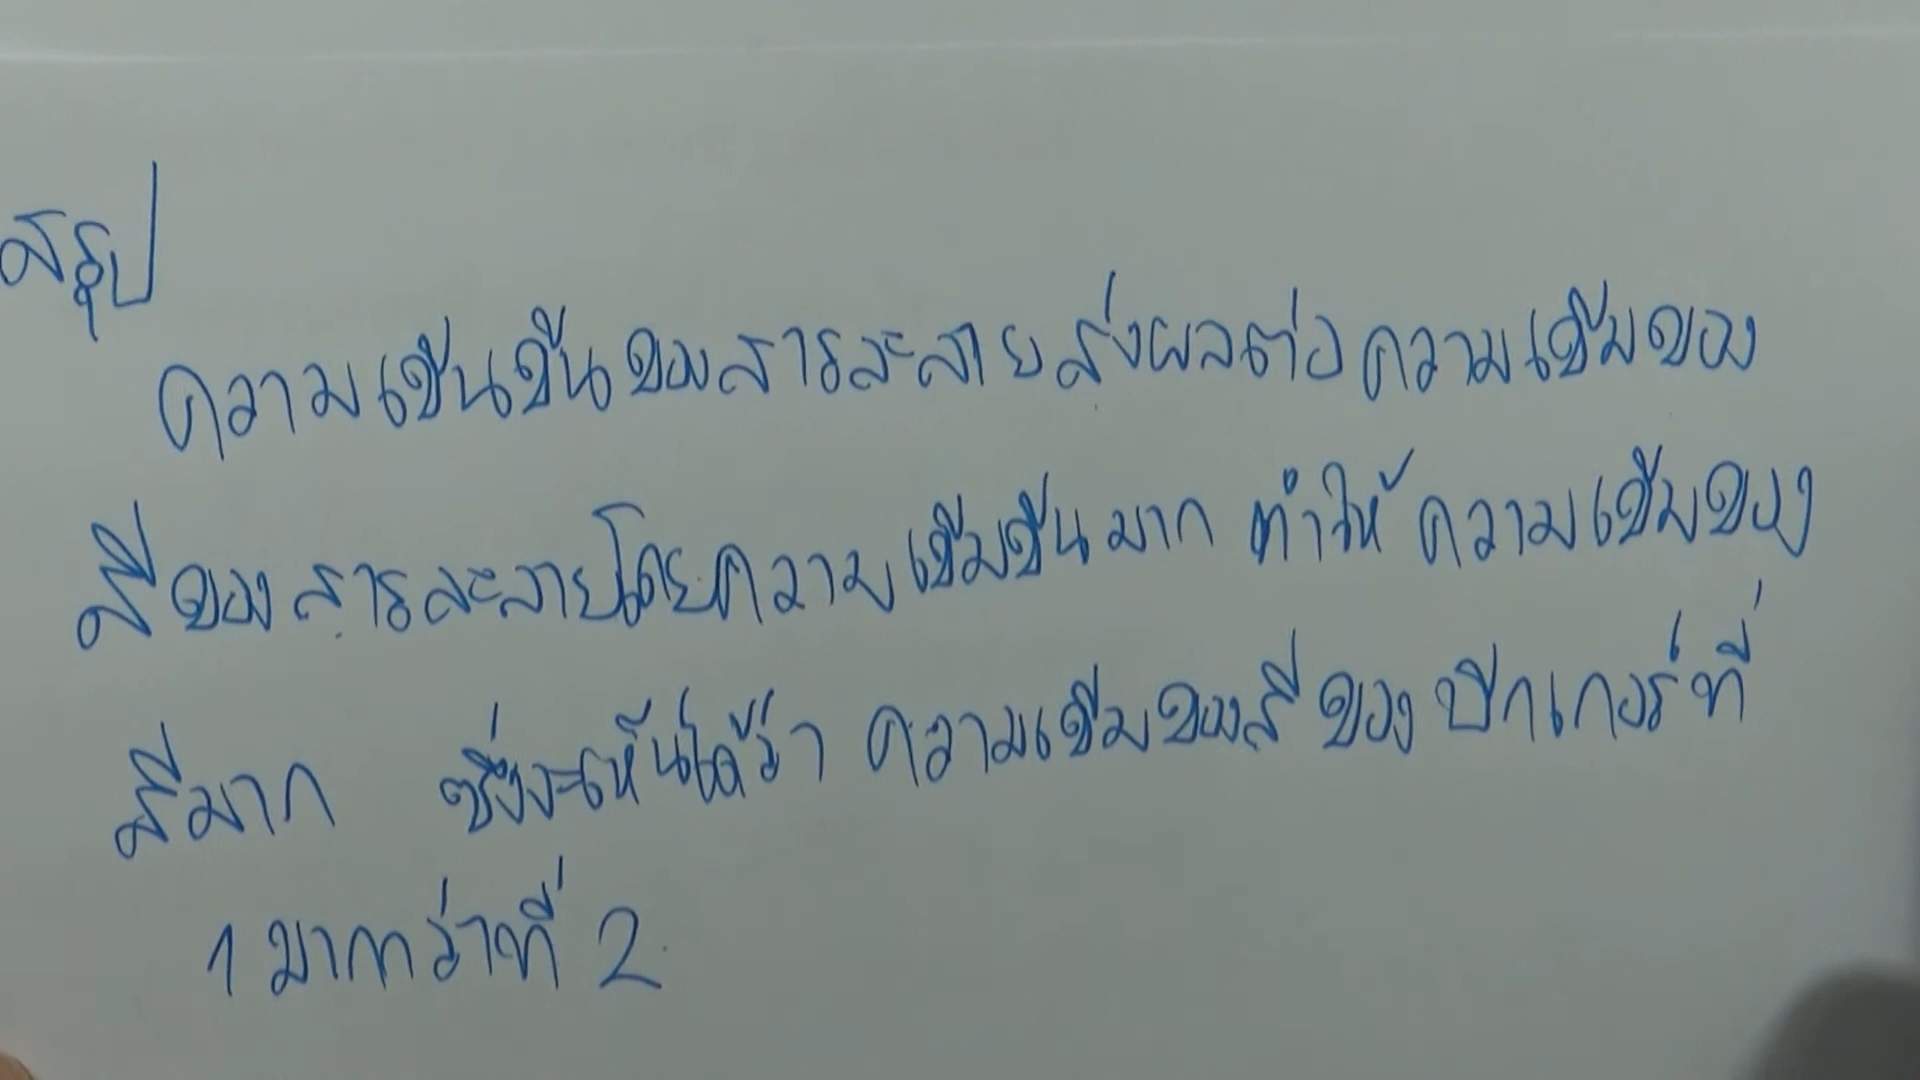 สรุป
ความเข้นข้นของสารละลายส่งผลต่อความเข้มของ
สีของสารละลายโดยความเข้มข้นมาก ทำให้ ความเข้มของ
สีมาก ซึ่งจะเห็นได้ว่า ความเข้มของสี ของ บีกเกอร์ที่
1 มากกว่าที่ 2